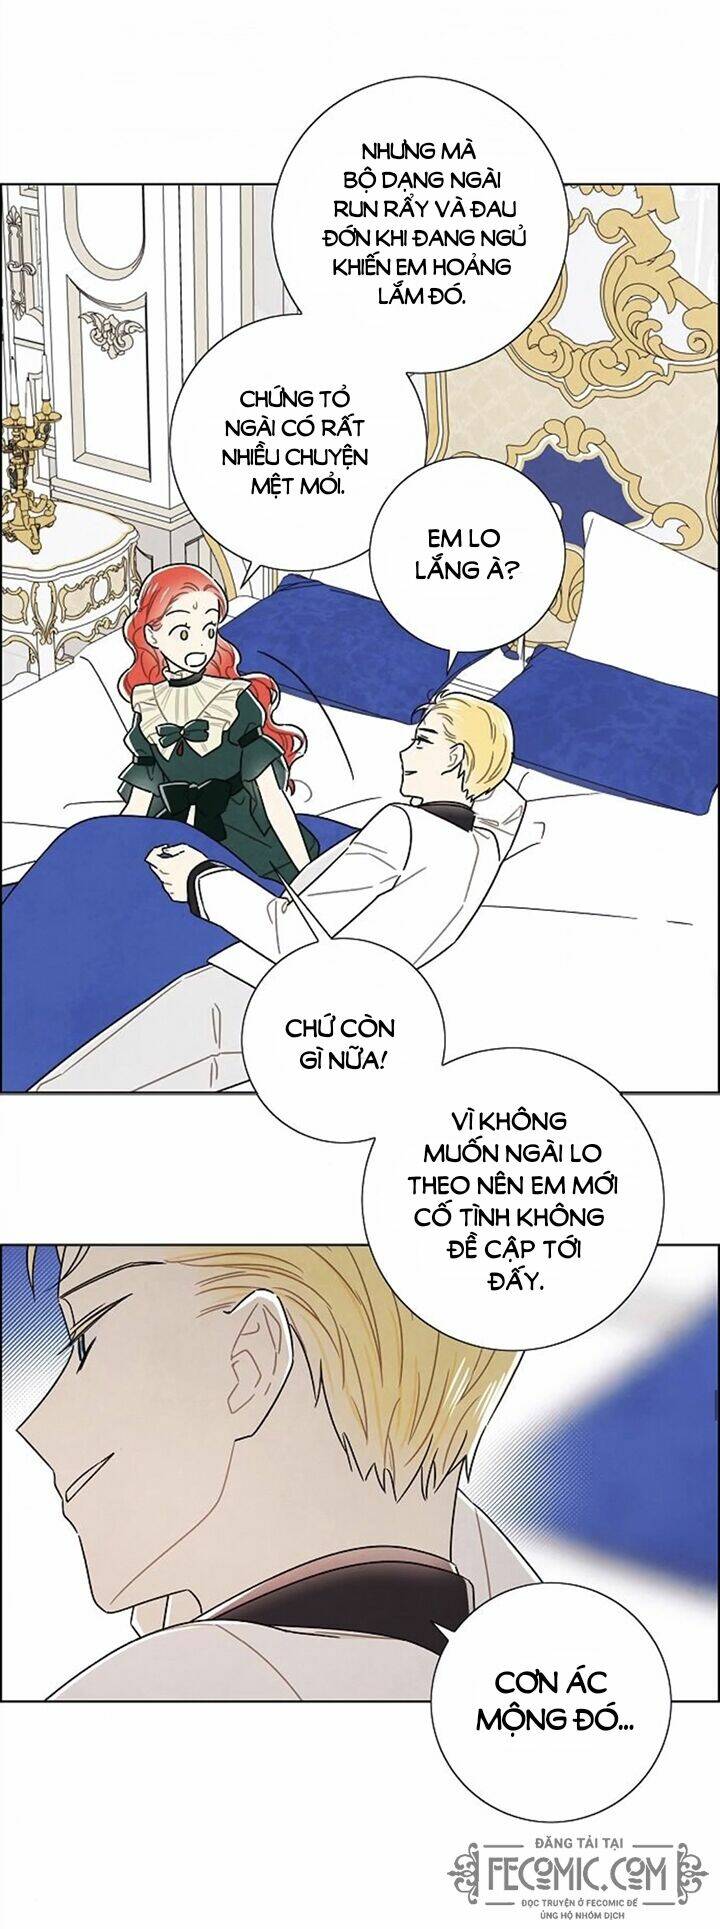 NHƯNG MÀ
BỘ DẠNG NGÀI
RUN RẨY VÀ ĐAU
ĐỚN KHI ĐANG NGỦ
KHIẾN EM HOẢNG
LẮM ĐÓ.
CHỨNG TỎ
NGÀI CÓ RẤT
NHIỀU CHUYỆN
MỆT MỎI.
EM LO
LẮNG À?
CHỨ CÒN
GÌ NỮA!
VÌ KHÔNG
MUỐN NGÀI LO
THEO NÊN EM MỚI
CỐ TÌNH KHÔNG
ĐỀ CẬP TỚI
ĐẤY.
CƠN ÁC
MỘNG ĐÓ...
ĐĂNG TẢI TẠI
FECOMIC.COM
ĐỌC TRUYỆN Ở FECOMIC ĐỂ
ỦNG HỘ NHÓM DỊCH